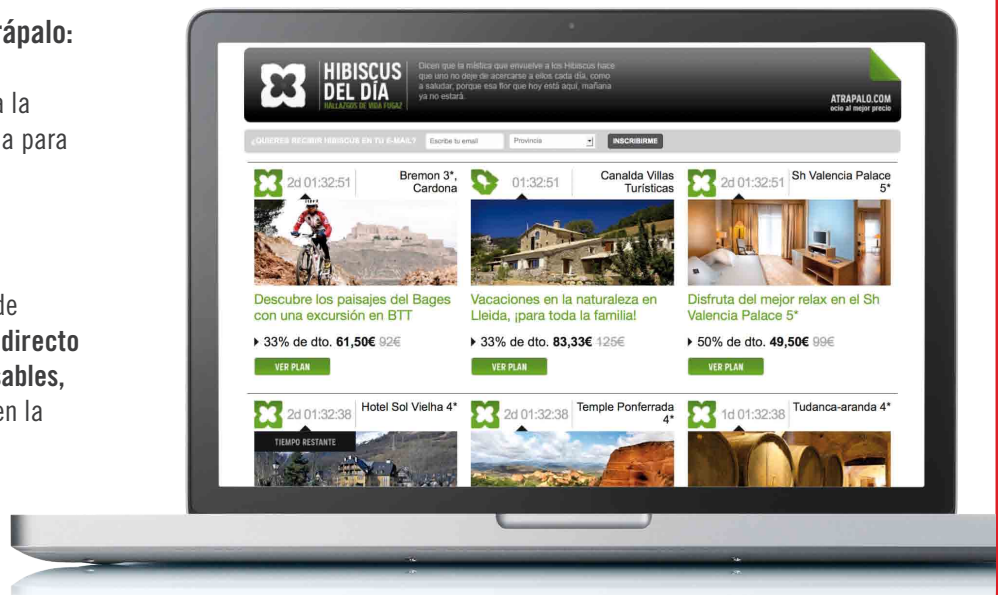 rápalo:
a la
a para
de
directo
sables,
en la
HIBISCUS
DEL DÍA
HALLAZGOS DE VIDA FUGAZ
Dicen que la mística que envuelve a los Hibiscus hace
que uno no deje de acercarse a ellos cada día, como
a saludar, porque esa flor que hoy está aquí, mañana
ya no estará.
ATRAPALO.COM
ocio al mejor precio
¿QUIERES RECIBIR HIBISCUS EN TU E-MAIL?
Escribe tu email
Provincia
INSCRIBIRME
2d 01:32:51
Bremon 3*,
Cardona
Descubre los paisajes del Bages
con una excursión en BTT
33% de dto. 61,50€ 92€
VER PLAN
01:32:51
Canalda Villas
Turísticas
Vacaciones en la naturaleza en
Lleida, ¡para toda la familia!
33% de dto. 83,33€ 125€
VER PLAN
2d 01:32:51
Sh Valencia Palace
5*
Disfruta del mejor relax en el Sh
Valencia Palace 5*
50% de dto. 49,50€ 99€
VER PLAN
2d 01:32:38
Hotel Sol Vielha 4*
TIEMPO RESTANTE
2d 01:32:38
Temple Ponferrada
4*
1d 01:32:38
Tudanca-aranda 4*